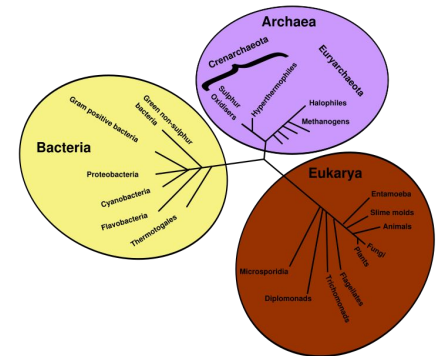 Archaea
Crenarchaeota
Euryarchaeota
Sulphur
Oxidisers
Hyperthermophiles
Halophiles
Methanogens
Bacteria
Green non-sulphur
bacteria
Gram positive bacteria
Proteobacteria
Cyanobacteria
Flavobacteria
Thermotogales
Eukarya
Entamoeba
Slime molds
Animals
Fungi
Plants
Flagellates
Trichomonads
Diplomonads
Microsporidia